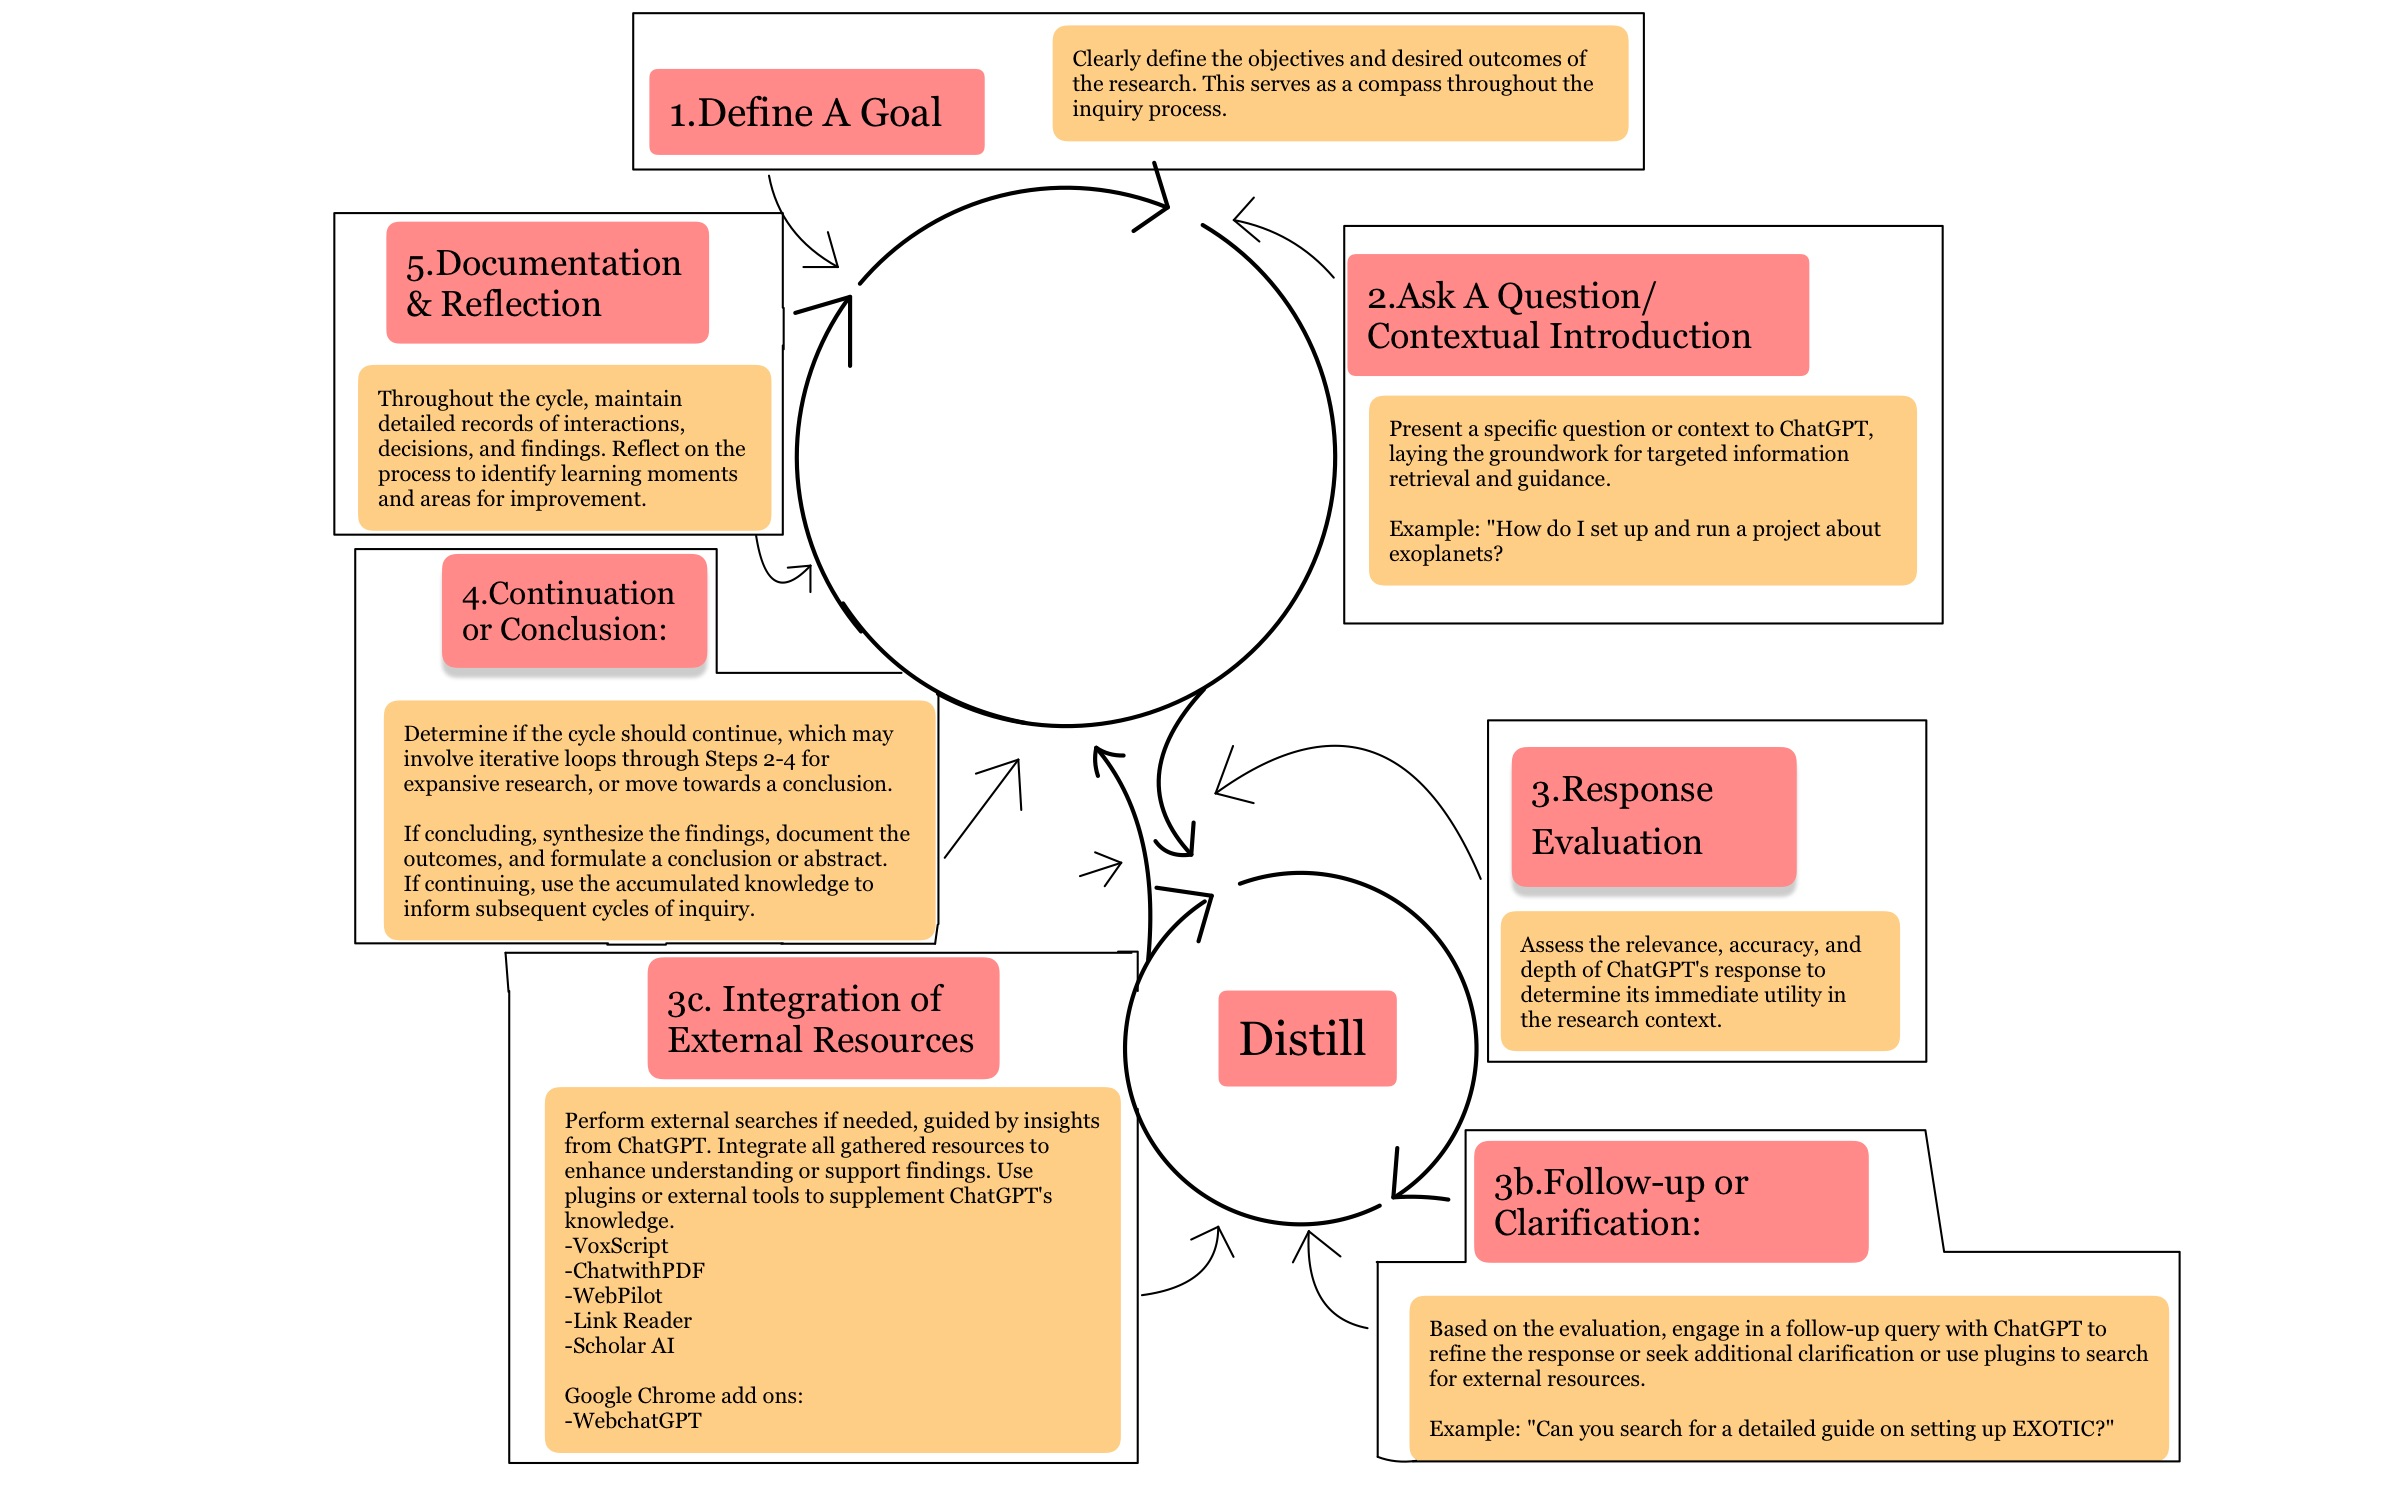 1.Define A Goal
Clearly define the objectives and desired outcomes of
the research. This serves as a compass throughout the
inquiry process.
2.Ask A Question/
Contextual Introduction
Present a specific question or context to ChatGPT,
laying the groundwork for targeted information
retrieval and guidance.
Example: "How do I set up and run a project about
exoplanets?
3.Response
Evaluation
Assess the relevance, accuracy, and
depth of ChatGPT's response to
determine its immediate utility in
the research context.
Distill
3b.Follow-up or
Clarification:
Based on the evaluation, engage in a follow-up query with ChatGPT to
refine the response or seek additional clarification or use plugins to search
for external resources.
Example: "Can you search for a detailed guide on setting up EXOTIC?"
3c. Integration of
External Resources
Perform external searches if needed, guided by insights
from ChatGPT. Integrate all gathered resources to
enhance understanding or support findings. Use
plugins or external tools to supplement ChatGPT's
knowledge.
-VoxScript
-ChatwithPDF
-WebPilot
-Link Reader
-Scholar AI
Google Chrome add ons:
-WebchatGPT
4.Continuation
or Conclusion:
Determine if the cycle should continue, which may
involve iterative loops through Steps 2-4 for
expansive research, or move towards a conclusion.
If concluding, synthesize the findings, document the
outcomes, and formulate a conclusion or abstract.
If continuing, use the accumulated knowledge to
inform subsequent cycles of inquiry.
5.Documentation
& Reflection
Throughout the cycle, maintain
detailed records of interactions,
decisions, and findings. Reflect on the
process to identify learning moments
and areas for improvement.